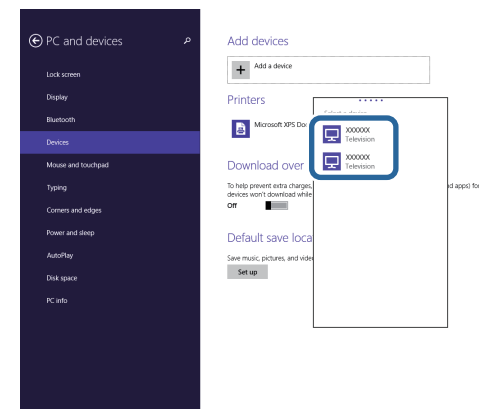 PC and devices
Lock screen
Display
Bluetooth
Devices
Mouse and touchpad
Typing
Corners and edges
Power and sleep
AutoPlay
Disk space
PC info
Add devices
Add a device
Printers
Microsoft XPS Do
Download over
To help prevent extra charges,
devices won't download while
nd apps) for
Off
Default save loca
Save music, pictures, and vide
Set up
XXXXXX
Television
XXXXXX
Television